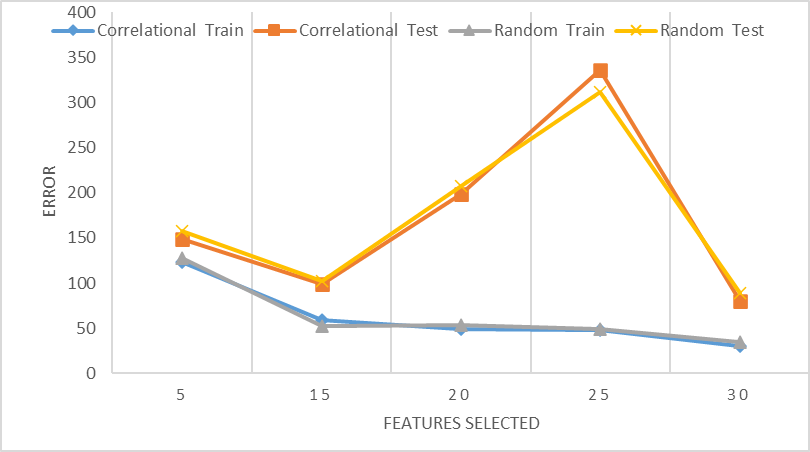 400
Correlational Train Correlational Test Random Train Random Test
350
300
250
200
150
100
50
0
ERROR
5 15 20 25 30
FEATURES SELECTED